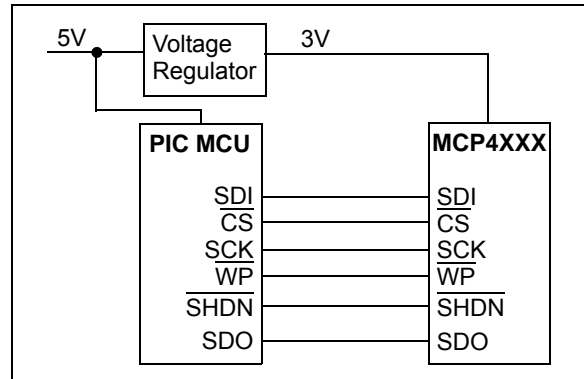 5V
Voltage
Regulator
3V
PIC MCU
MCP4XXX
SDI
SDI
CS
CS
SCK
SCK
WP
WP
SHDN
SHDN
SDO
SDO